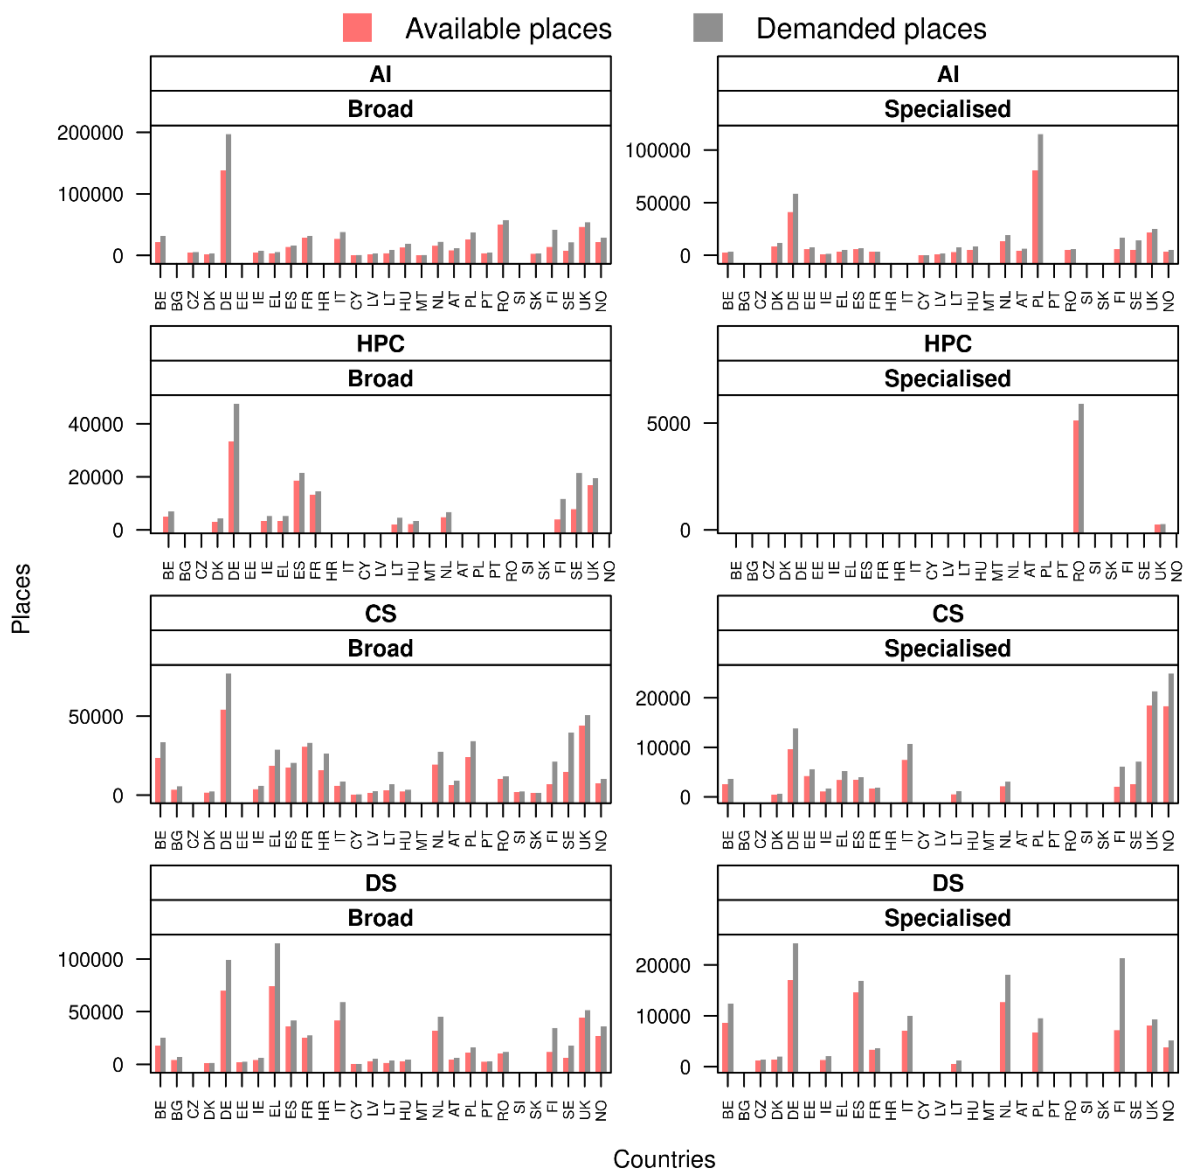 Available places Demanded places
AI AI
Broad Specialised
200000
100000
0
100000
50000
0
BE BG CZ DK DE EE IE EL ES FR HR IT CY LV LT HU MT NL AT PL PT RO SI SK FI SE UK NO
BE BG CZ DK DE EE IE EL ES FR HR IT CY LV LT HU MT NL AT PL PT RO SI SK FI SE UK NO
HPC HPC
Broad Specialised
40000
20000
0
5000
0
BE BG CZ DK DE EE IE EL ES FR HR IT CY LV LT HU MT NL AT PL PT RO SI SK FI SE UK NO
BE BG CZ DK DE EE IE EL ES FR HR IT CY LV LT HU MT NL AT PL PT RO SI SK FI SE UK NO
Places
CS CS
Broad Specialised
50000
0
20000
10000
0
BE BG CZ DK DE EE IE EL ES FR HR IT CY LV LT HU MT NL AT PL PT RO SI SK FI SE UK NO
BE BG CZ DK DE EE IE EL ES FR HR IT CY LV LT HU MT NL AT PL PT RO SI SK FI SE UK NO
DS DS
Broad Specialised
100000
50000
0
20000
10000
0
BE BG CZ DK DE EE IE EL ES FR HR IT CY LV LT HU MT NL AT PL PT RO SI SK FI SE UK NO
BE BG CZ DK DE EE IE EL ES FR HR IT CY LV LT HU MT NL AT PL PT RO SI SK FI SE UK NO
Countries